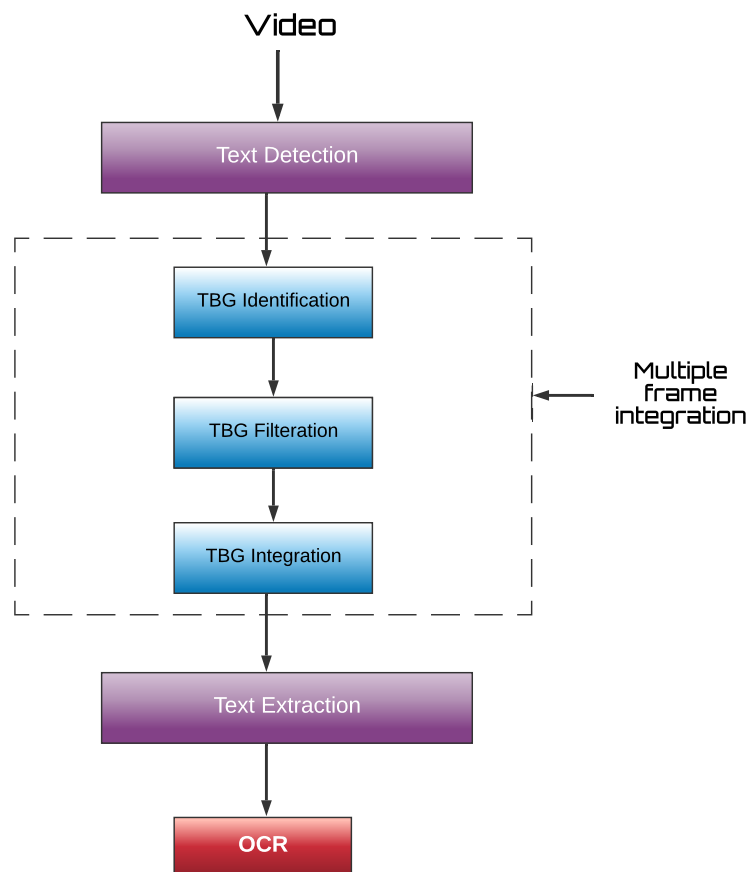 Video
Text Detection
TBG Identification
TBG Filteration
Multiple
frame
integration
TBG Integration
Text Extraction
OCR